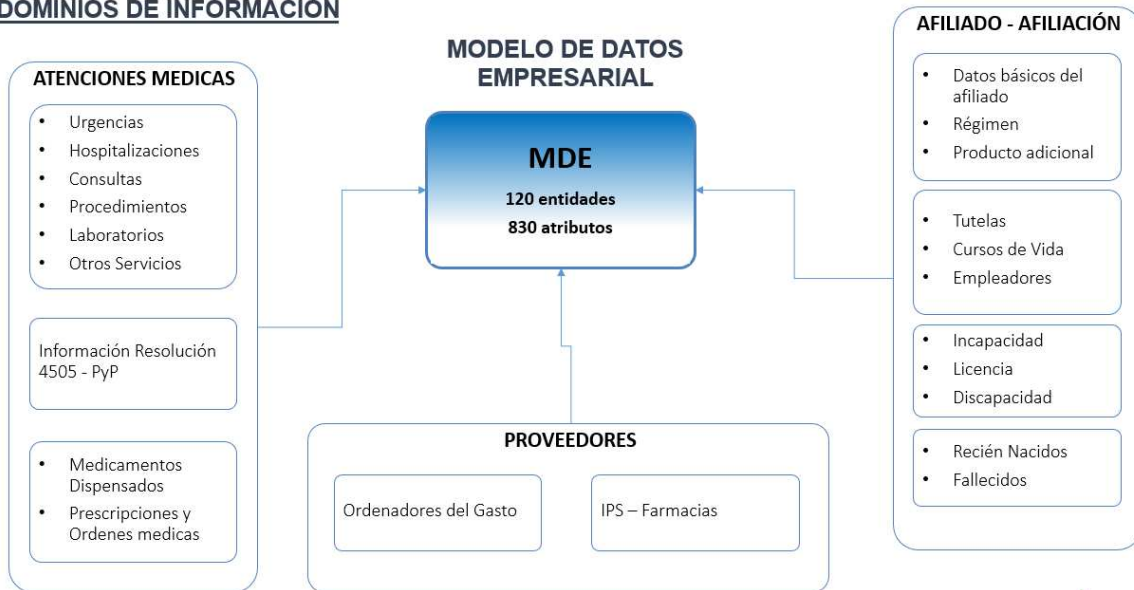 DOMINIOS DE INFORMACIÓN
MODELO DE DATOS
EMPRESARIAL
ATENCIONES MEDICAS
• Urgencias
• Hospitalizaciones
• Consultas
• Procedimientos
• Laboratorios
• Otros Servicios
Información Resolución
4505 - PyP
• Medicamentos
Dispensados
• Prescripciones y
Ordenes medicas
MDE
120 entidades
830 atributos
PROVEEDORES
Ordenadores del Gasto
IPS – Farmacias
AFILIADO - AFILIACIÓN
• Datos básicos del
afiliado
• Régimen
• Producto adicional
• Tutelas
• Cursos de Vida
• Empleadores
• Incapacidad
• Licencia
• Discapacidad
• Recién Nacidos
• Fallecidos